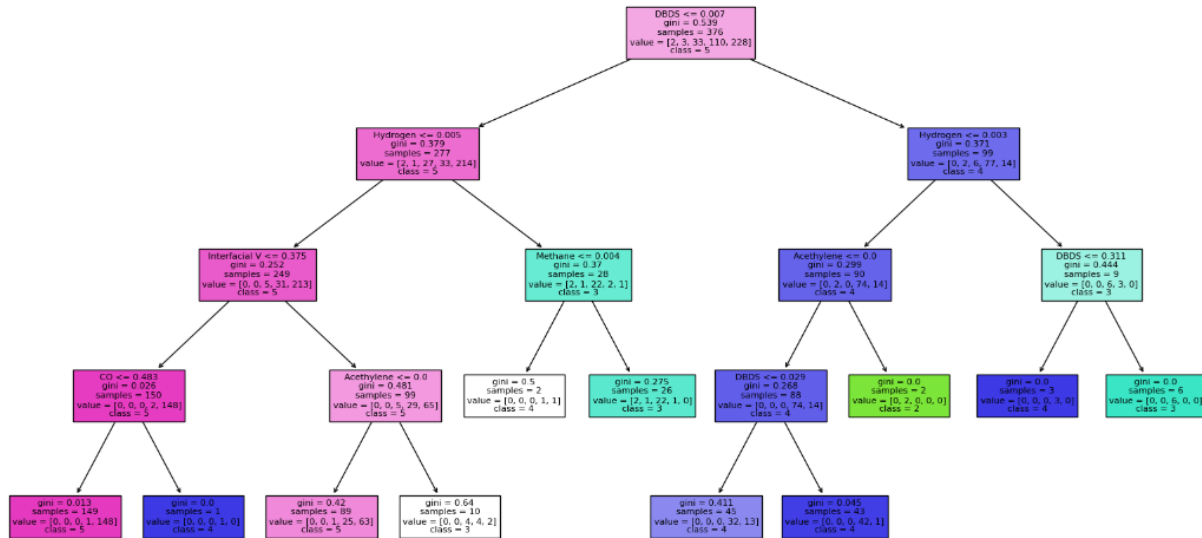 DBDS <= 0.007
gini = 0.539
samples = 376
value = [2, 3, 33, 110, 228]
class = 5
Hydrogen <= 0.005
gini = 0.379
samples = 277
value = [2, 1, 27, 33, 214]
class = 5
Hydrogen <= 0.003
gini = 0.371
samples = 99
value = [0, 2, 6, 77, 14]
class = 4
Interfacial V <= 0.375
gini = 0.252
samples = 249
value = [0, 0, 5, 31, 213]
class = 5
Methane <= 0.004
gini = 0.37
samples = 28
value = [2, 1, 22, 2, 1]
class = 3
Acethylene <= 0.0
gini = 0.299
samples = 90
value = [0, 2, 0, 74, 14]
class = 4
DBDS <= 0.311
gini = 0.444
samples = 9
value = [0, 0, 6, 3, 0]
class = 3
CO <= 0.483
gini = 0.026
samples = 150
value = [0, 0, 0, 2, 148]
class = 5
Acethylene <= 0.0
gini = 0.481
samples = 99
value = [0, 0, 5, 29, 65]
class = 5
gini = 0.5
samples = 2
value = [0, 0, 0, 1, 1]
class = 4
gini = 0.275
samples = 26
value = [2, 1, 22, 1, 0]
class = 3
DBDS <= 0.029
gini = 0.268
samples = 88
value = [0, 0, 0, 74, 14]
class = 4
gini = 0.0
samples = 2
value = [0, 2, 0, 0, 0]
class = 2
gini = 0.0
samples = 3
value = [0, 0, 0, 3, 0]
class = 4
gini = 0.0
samples = 6
value = [0, 0, 6, 0, 0]
class = 3
gini = 0.013
samples = 149
value = [0, 0, 0, 1, 148]
class = 5
gini = 0.0
samples = 1
value = [0, 0, 0, 1, 0]
class = 4
gini = 0.42
samples = 89
value = [0, 0, 1, 25, 63]
class = 5
gini = 0.64
samples = 10
value = [0, 0, 4, 4, 2]
class = 3
gini = 0.411
samples = 45
value = [0, 0, 0, 32, 13]
class = 4
gini = 0.045
samples = 43
value = [0, 0, 0, 42, 1]
class = 4